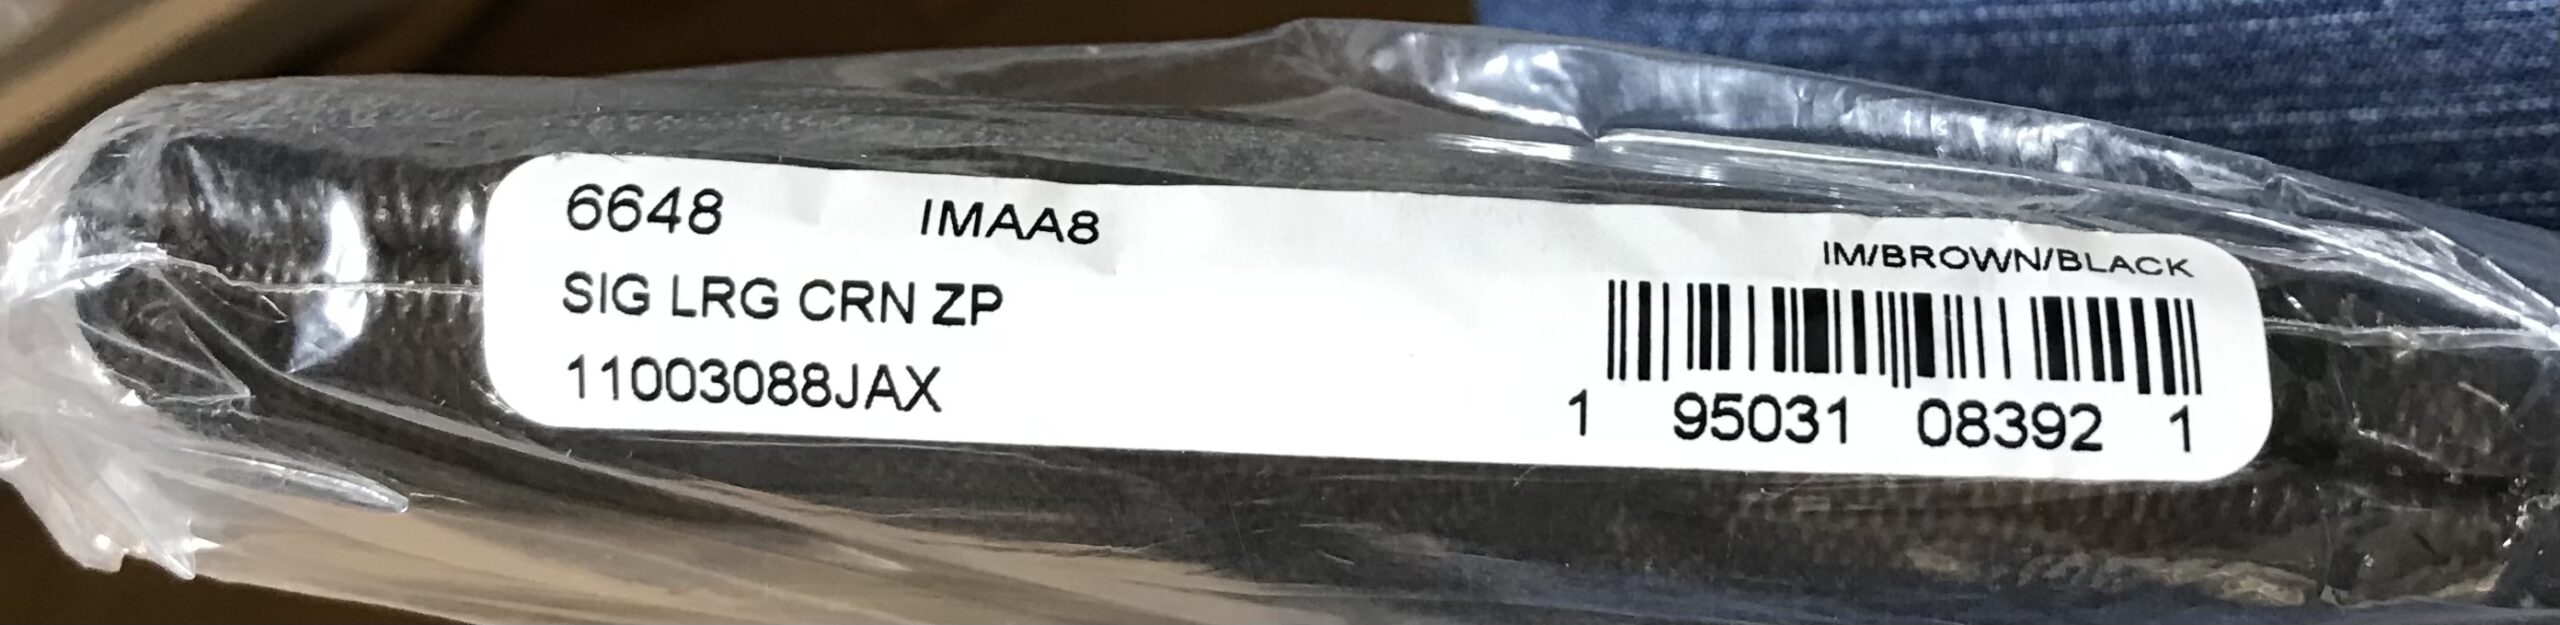 6648 IMAA8
IM/BROWN/BLACK
SIG LRG CRN ZP
11003088JAX
1 95031 08392 1